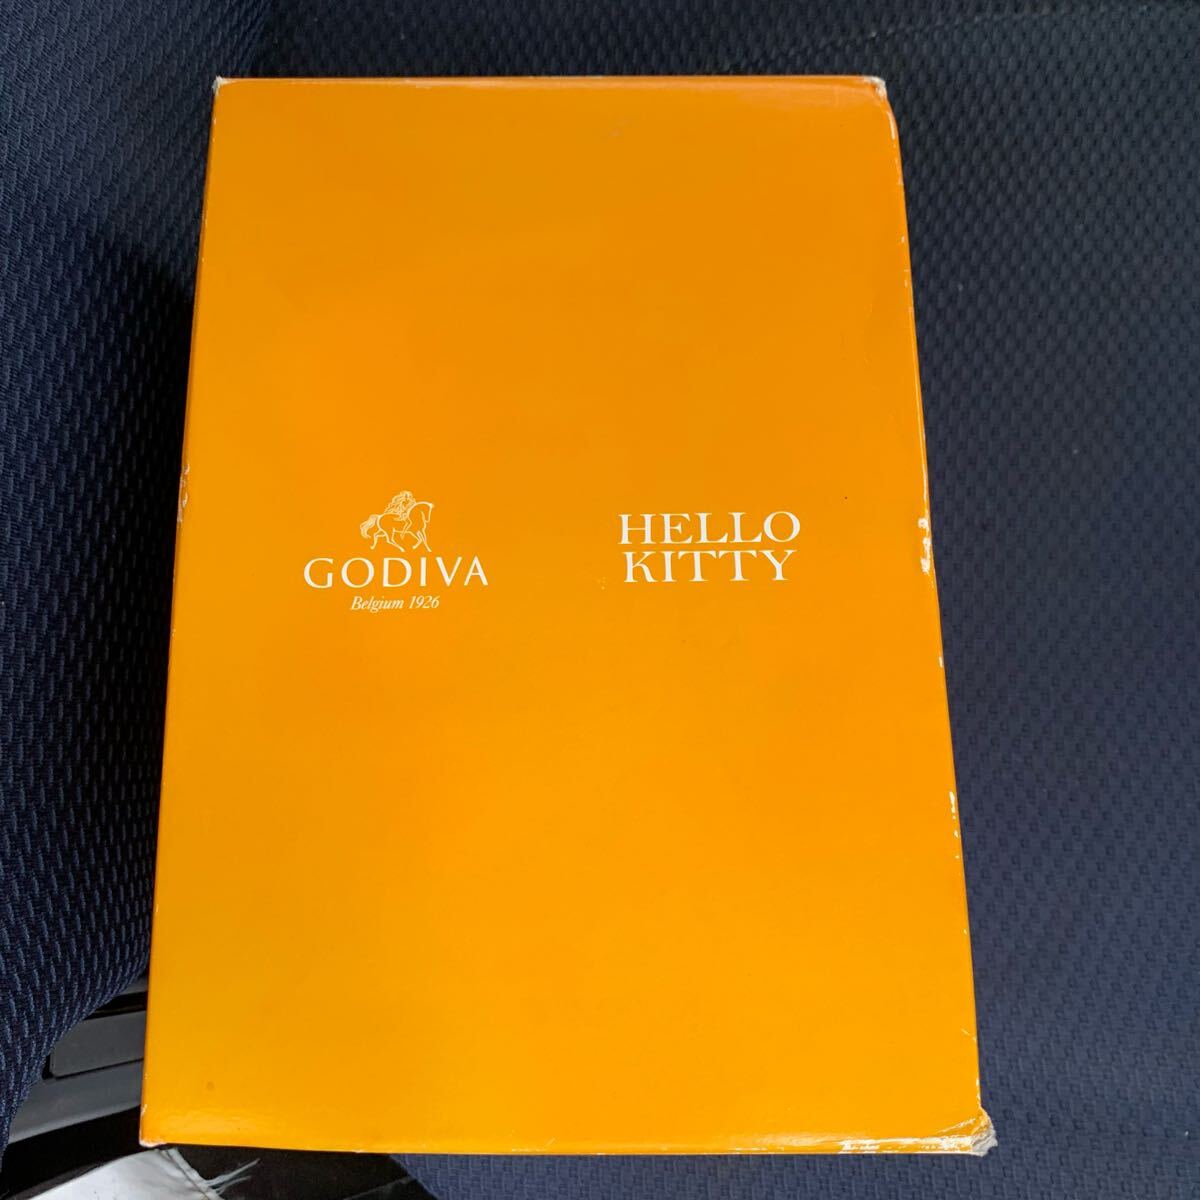 GODIVA
Belgium 1926
HELLO
KITTY